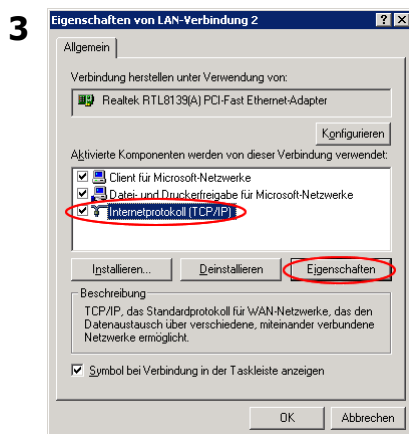 3
Eigenschaften von LAN-Verbindung 2
Allgemein
Verbindung herstellen unter Verwendung von:
Realtek RTL8139(A) PCI-Fast Ethernet-Adapter
Konfigurieren
Aktivierte Komponenten werden von dieser Verbindung verwendet:
Client für Microsoft-Netzwerke
Datei- und Druckerfreigabe für Microsoft-Netzwerke
Internetprotokoll (TCP/IP)
Installieren... Deinstallieren Eigenschaften
Beschreibung
TCP/IP, das Standardprotokoll für WAN-Netzwerke, das den
Datenaustausch über verschiedene, miteinander verbundene
Netzwerke ermöglicht.
Symbol bei Verbindung in der Taskleiste anzeigen
OK Abbrechen